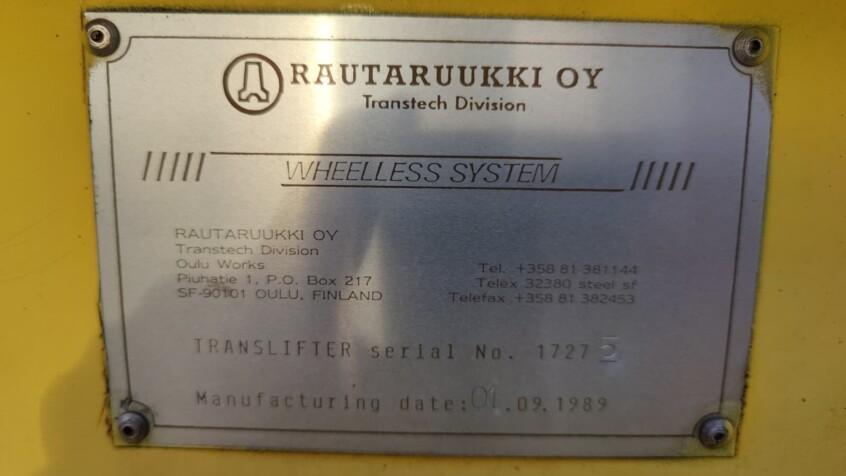 RAUTARUUKKI OY
Transtech Division
WHEELLESS SYSTEM
RAUTARUUKKI OY
Transtech Division
Oulu Works
Piuhatie 1, P.O. Box 217
SF-90101 OULU, FINLAND
Tel. +358 81 381144
Telex 32380 steel sf
Telefax +358 81 382453
TRANSLIFTER serial No. 1727 5
Manufacturing date: 01.09.1989